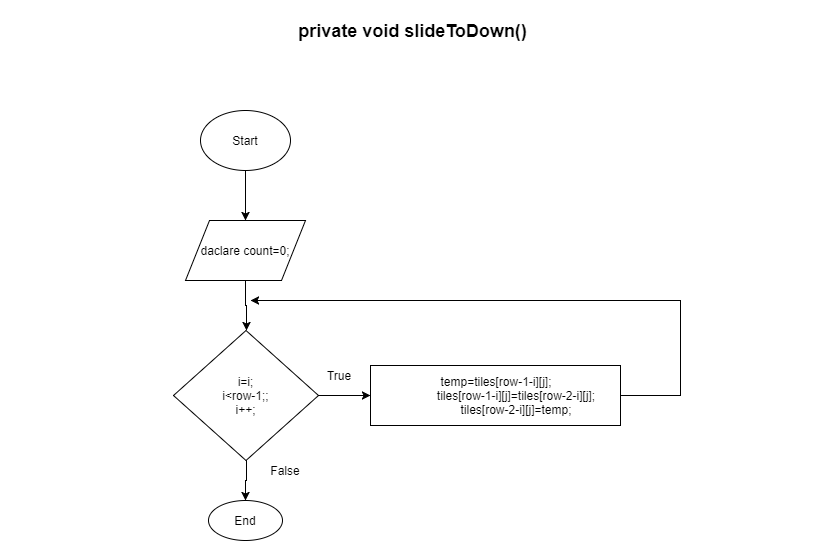 private void slideToDown()
Start
daclare count=0;
i=i;
i<row-1;;
i++;
True
temp=tiles[row-1-i][j];
tiles[row-1-i][j]=tiles[row-2-i][j];
tiles[row-2-i][j]=temp;
False
End